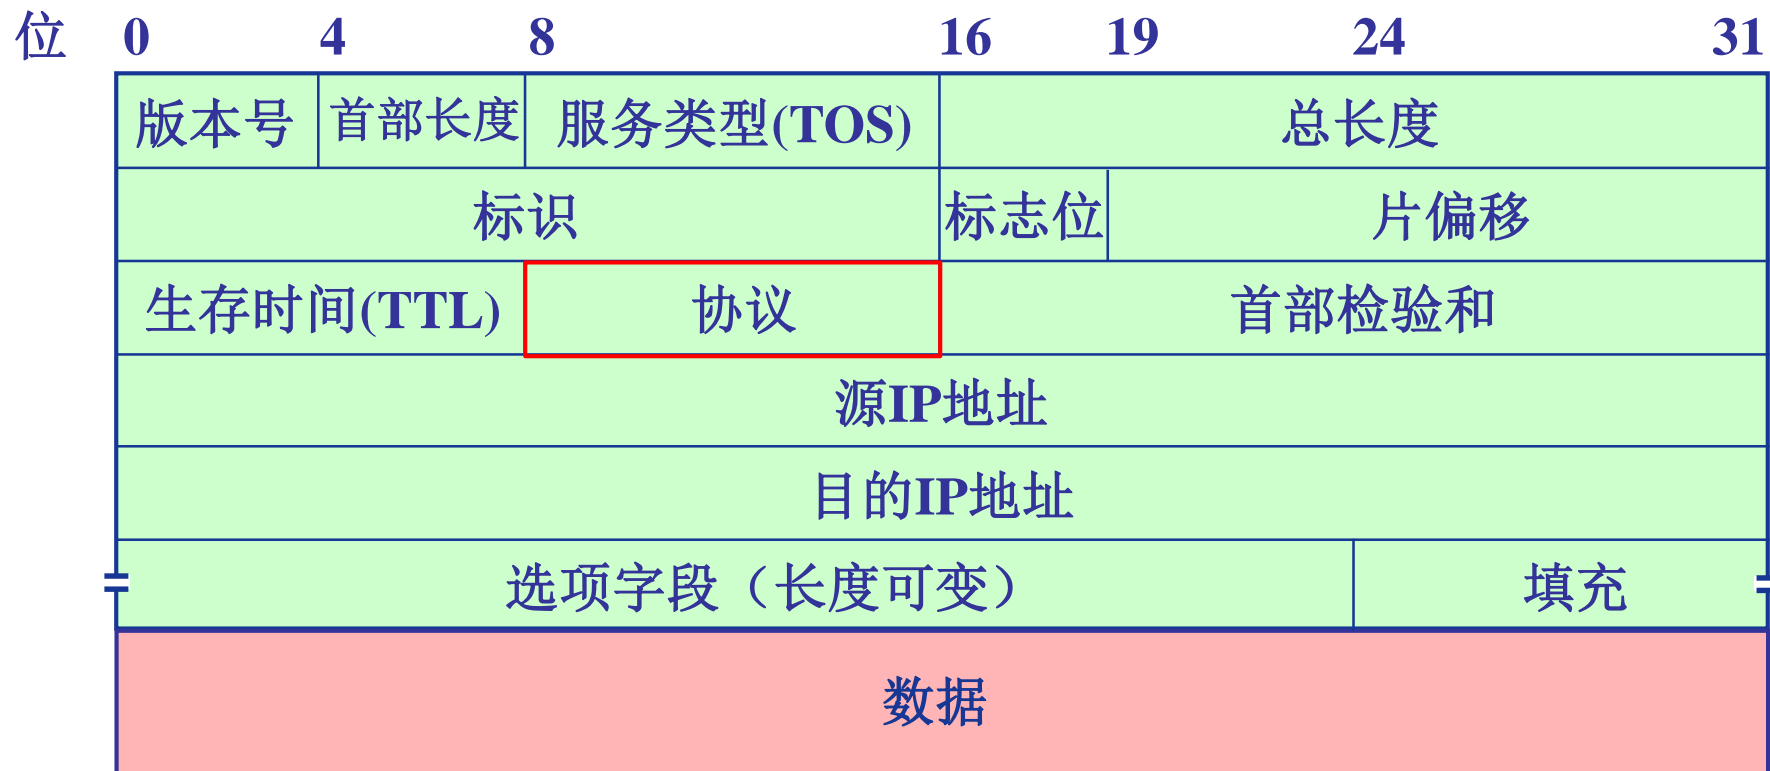 位 0 4 8 16 19 24 31
版本号 首部长度 服务类型(TOS) 总长度
标识 标志位 片偏移
生存时间(TTL) 协议 首部检验和
源IP地址
目的IP地址
选项字段（长度可变） 填充
数据